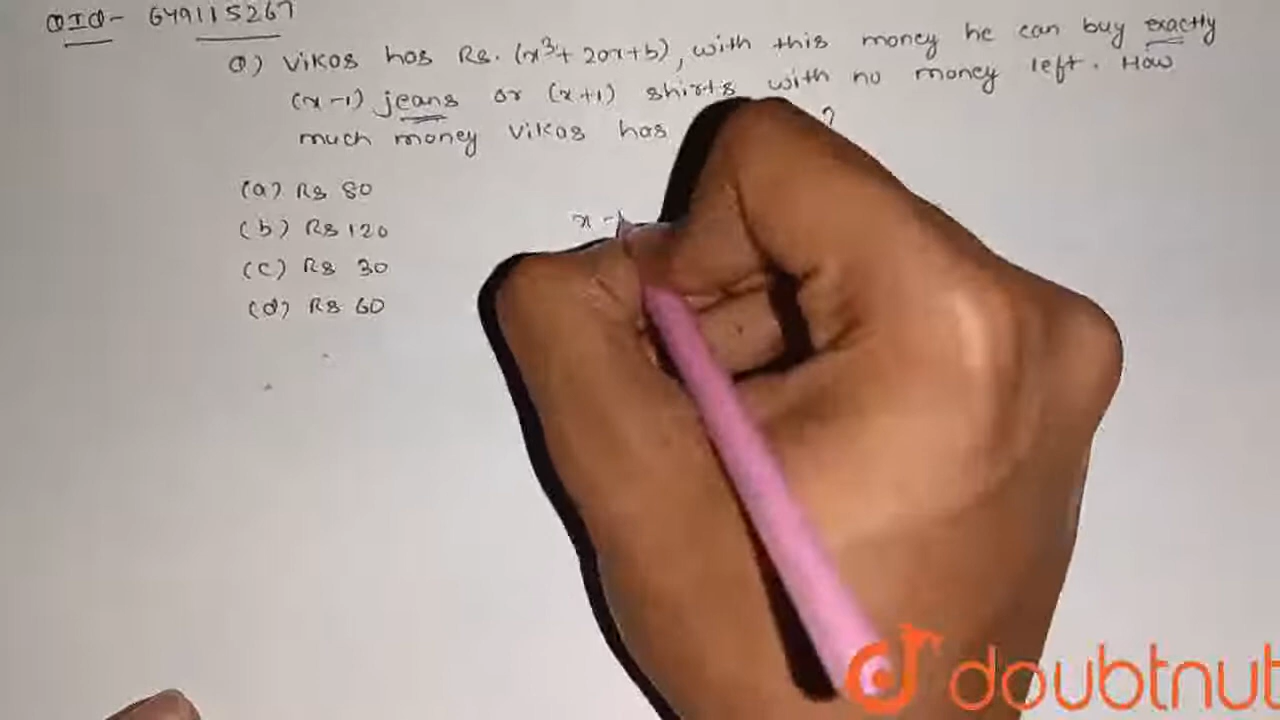 QID- 649115267
Q) Vikas has Rs. (x³+ 20x+b), with this money he can buy exactly
(x-1) jeans or (x+1) shirts with no money left. How
much money Vikas has ?
(a) Rs 80
(b) Rs 120
(c) Rs 30
(d) Rs 60
x -1
doubtnut